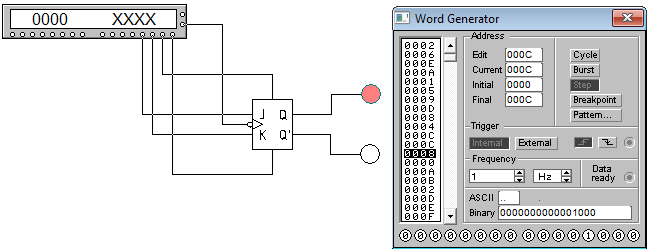 0000 XXXX
J Q
K Q'
Word Generator
0002
0006
000E
000A
0001
0005
0009
000D
0008
0004
000C
000C
0008
0000
000A
000B
0002
000D
000E
000F
Address
Edit 000C
Current 000C
Initial 0000
Final 000C
Cycle
Burst
Step
Breakpoint
Pattern...
Trigger
Internal External
Frequency
1 Hz
Data
ready
ASCII ..
Binary 0000000000001000
0 0 0 0 0 0 0 0 0 0 0 0 1 0 0 0